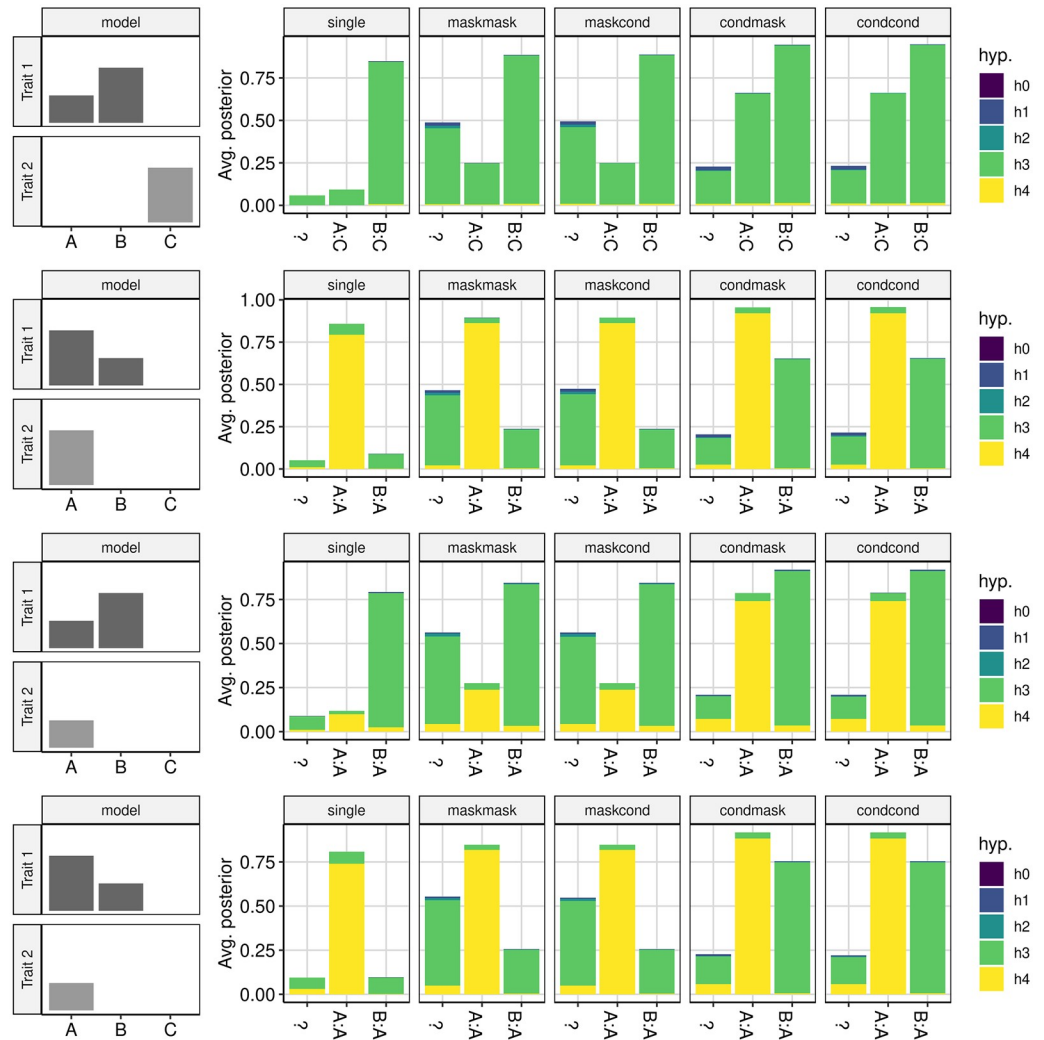 model single maskmask maskcond condmask condcond
Trait 1
Trait 2
Avg. posterior
0.75
0.50
0.25
0.00
hyp.
h0
h1
h2
h3
h4
A B C
? A:C B:C ? A:C B:C ? A:C B:C ? A:C B:C ? A:C B:C
model single maskmask maskcond condmask condcond
Trait 1
Trait 2
Avg. posterior
1.00
0.75
0.50
0.25
0.00
hyp.
h0
h1
h2
h3
h4
A B C
? A:A B:A ? A:A B:A ? A:A B:A ? A:A B:A ? A:A B:A
model single maskmask maskcond condmask condcond
Trait 1
Trait 2
Avg. posterior
0.75
0.50
0.25
0.00
hyp.
h0
h1
h2
h3
h4
A B C
? A:A B:A ? A:A B:A ? A:A B:A ? A:A B:A ? A:A B:A
model single maskmask maskcond condmask condcond
Trait 1
Trait 2
Avg. posterior
0.75
0.50
0.25
0.00
hyp.
h0
h1
h2
h3
h4
A B C
? A:A B:A ? A:A B:A ? A:A B:A ? A:A B:A ? A:A B:A